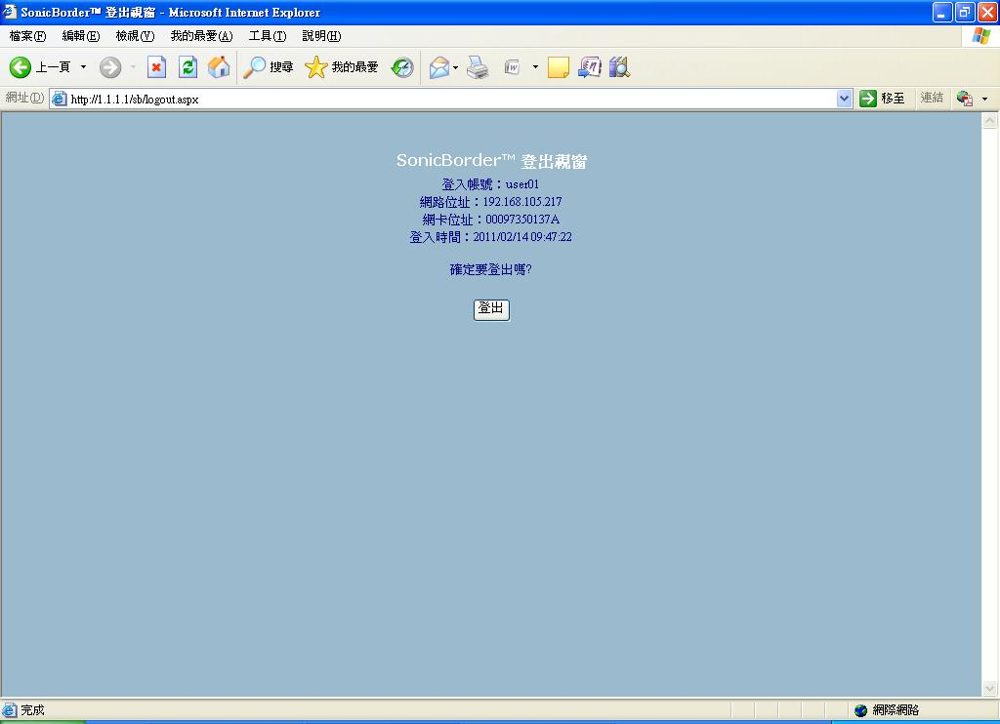 SonicBorder™ 登出視窗 - Microsoft Internet Explorer
檔案(F) 編輯(E) 檢視(V) 我的最愛(A) 工具(T) 說明(H)
上一頁 搜尋 我的最愛
網址(D) http://1.1.1.1/sb/logout.aspx 移至 連結
SonicBorder™ 登出視窗
登入帳號：user01
網路位址：192.168.105.217
網卡位址：00097350137A
登入時間：2011/02/14 09:47:22
確定要登出嗎?
登出
完成 網際網路